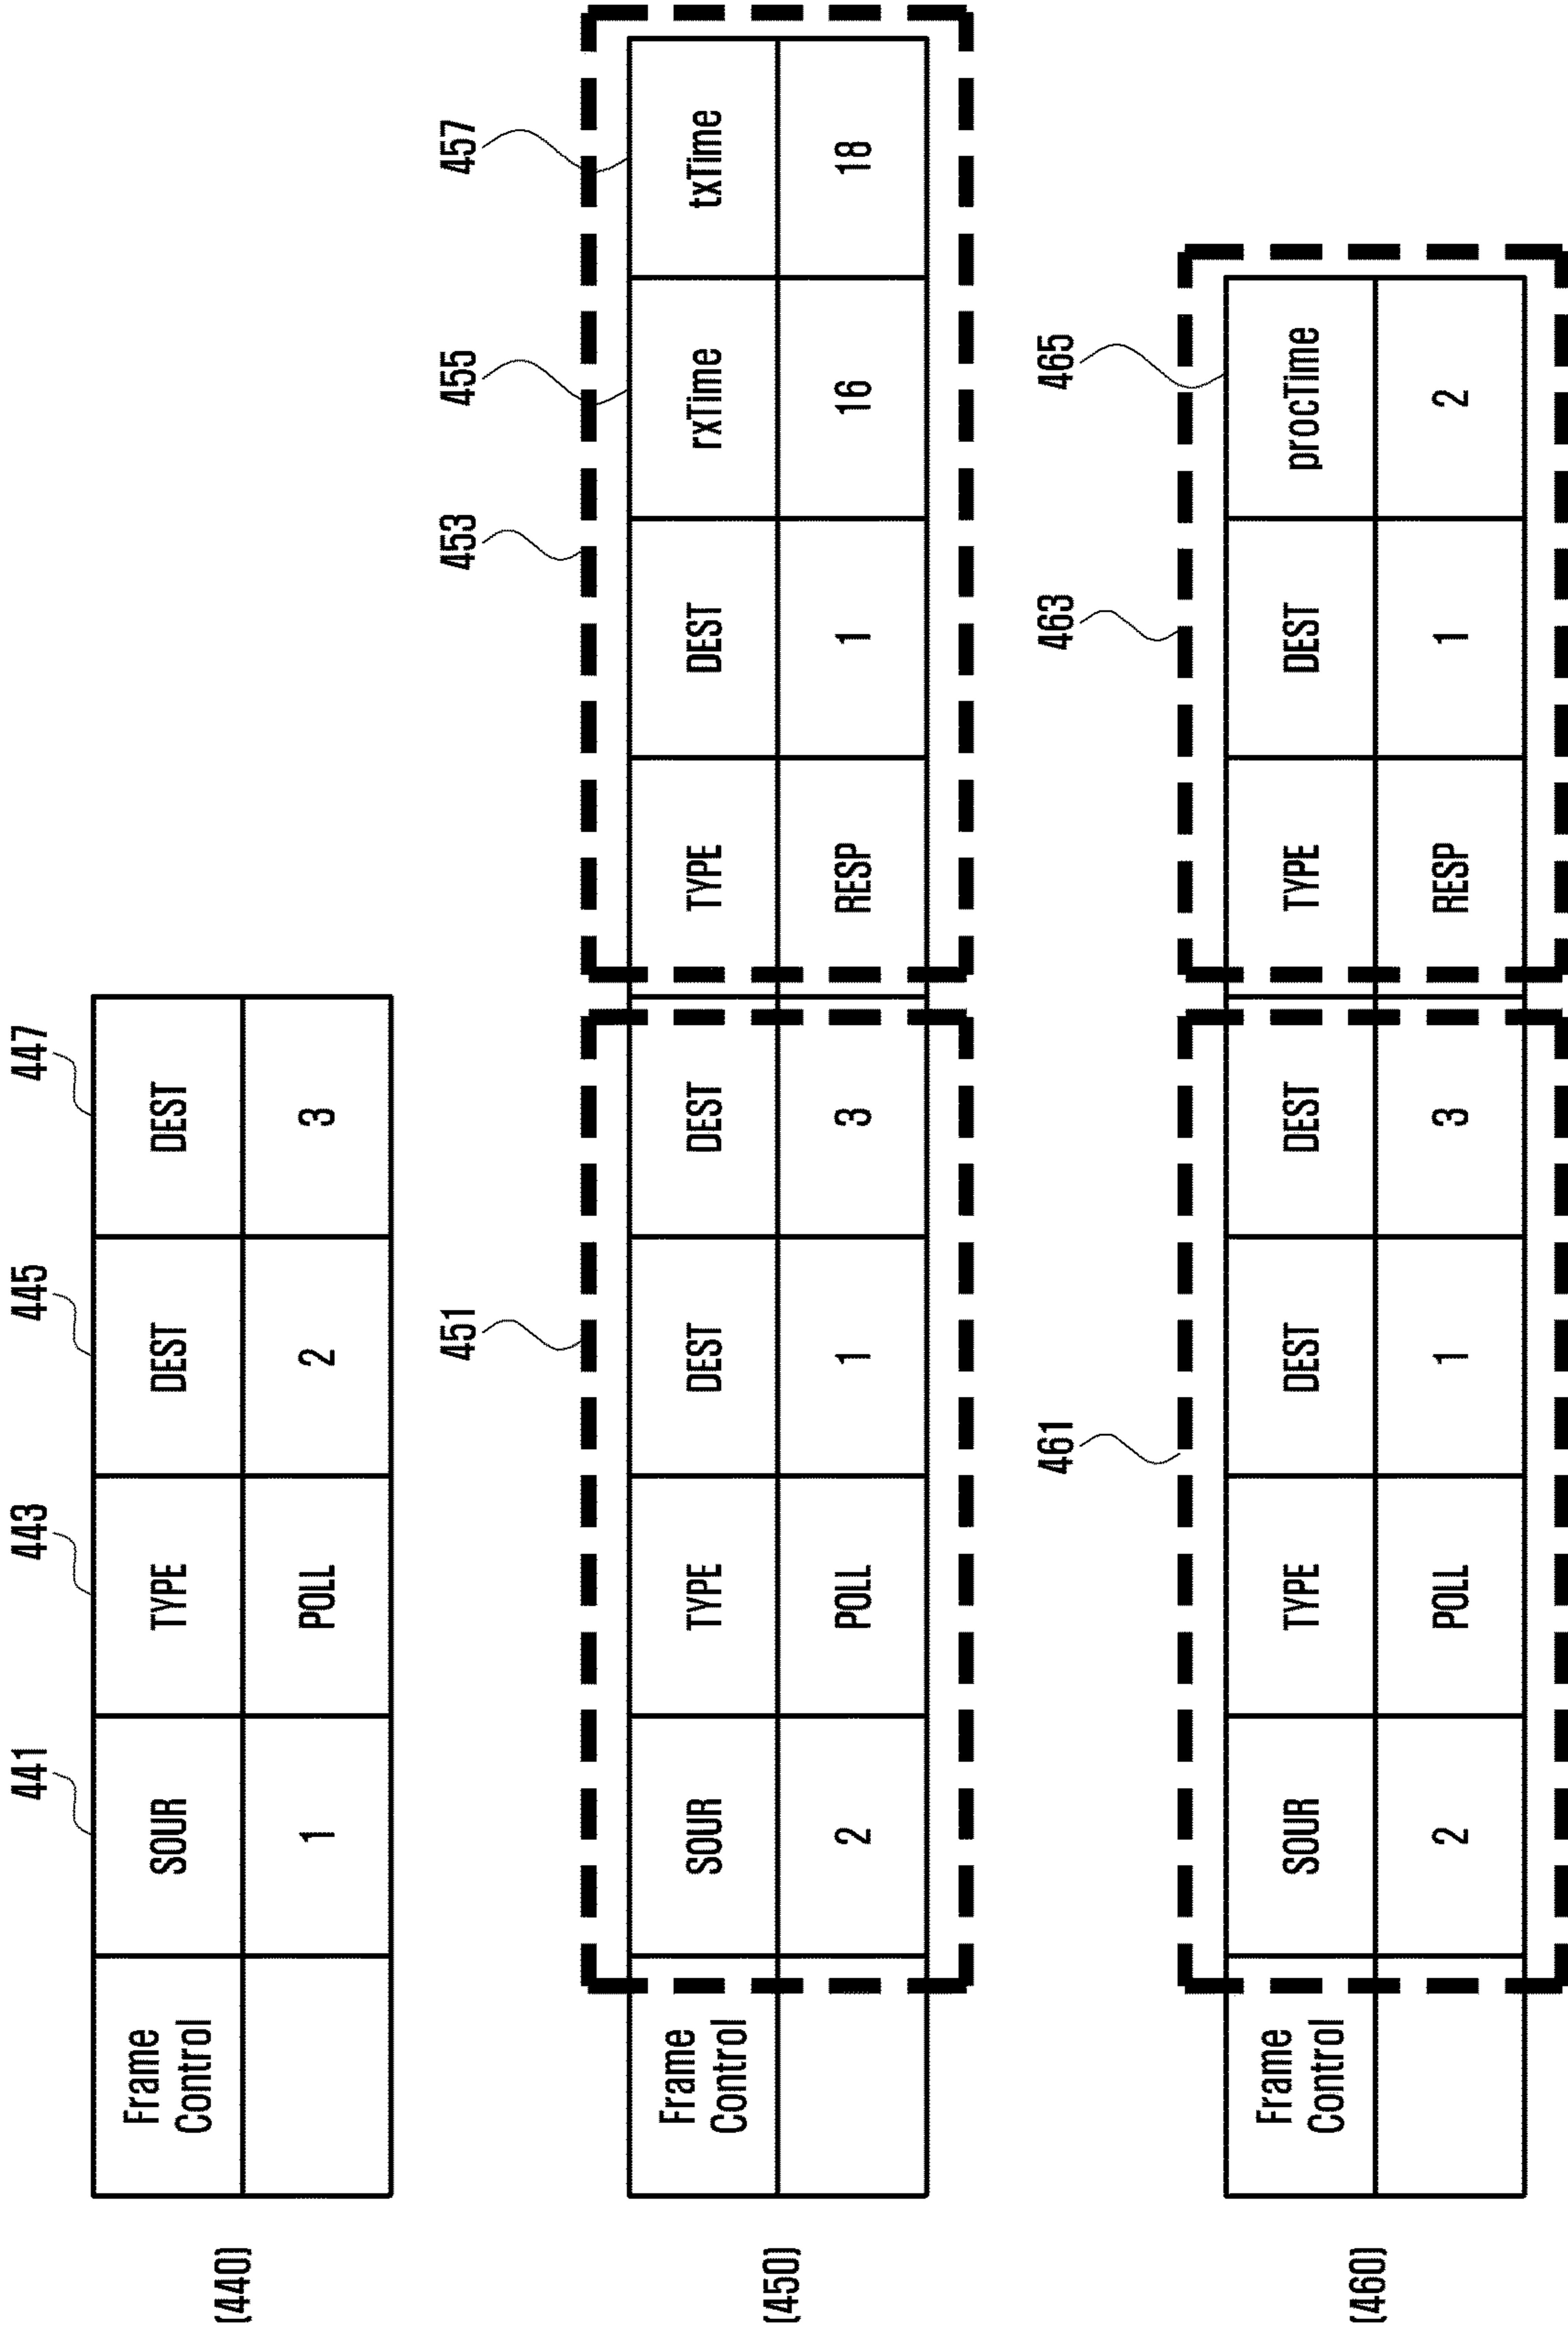 441 443 445 447
(440)
Frame Control SOUR TYPE DEST DEST
1 POLL 2 3
451 453 455 457
(450)
Frame Control SOUR TYPE DEST DEST TYPE DEST rxTime txTime
2 POLL 1 3 RESP 1 16 18
461 463 465
(460)
Frame Control SOUR TYPE DEST DEST TYPE DEST procTime
2 POLL 1 3 RESP 1 2